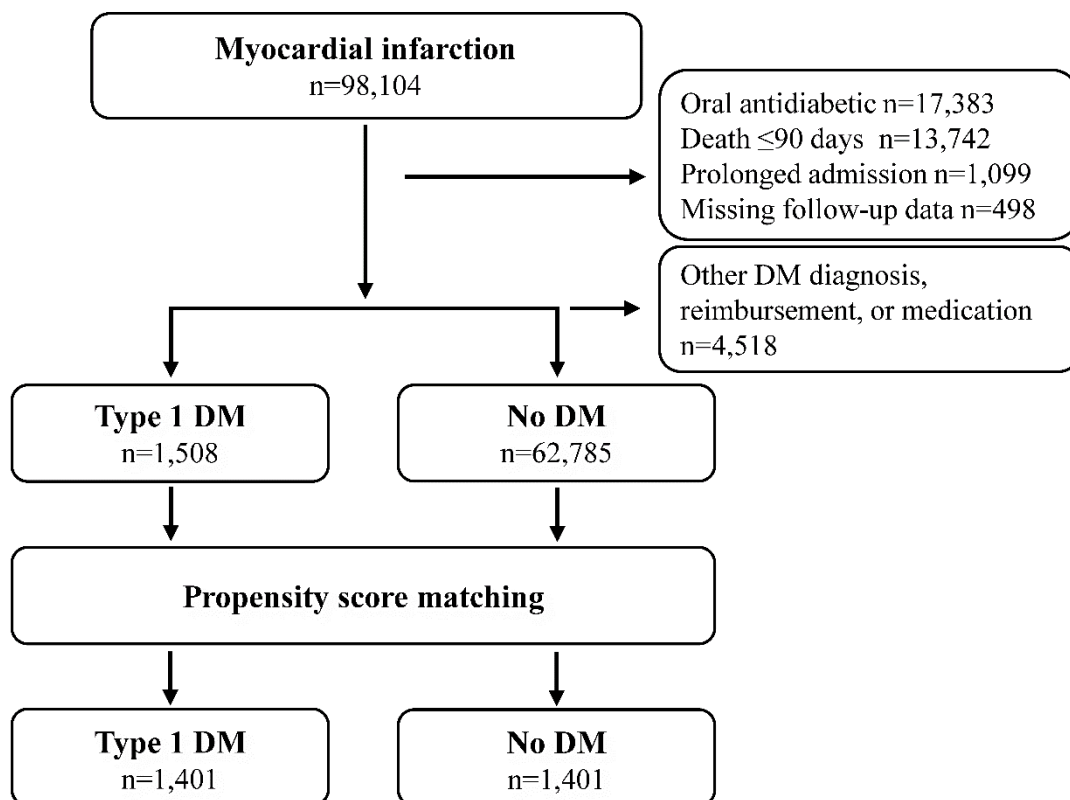 Myocardial infarction
n=98,104
Oral antidiabetic n=17,383
Death ≤90 days n=13,742
Prolonged admission n=1,099
Missing follow-up data n=498
Other DM diagnosis,
reimbursement, or medication
n=4,518
Type 1 DM
n=1,508
No DM
n=62,785
Propensity score matching
Type 1 DM
n=1,401
No DM
n=1,401